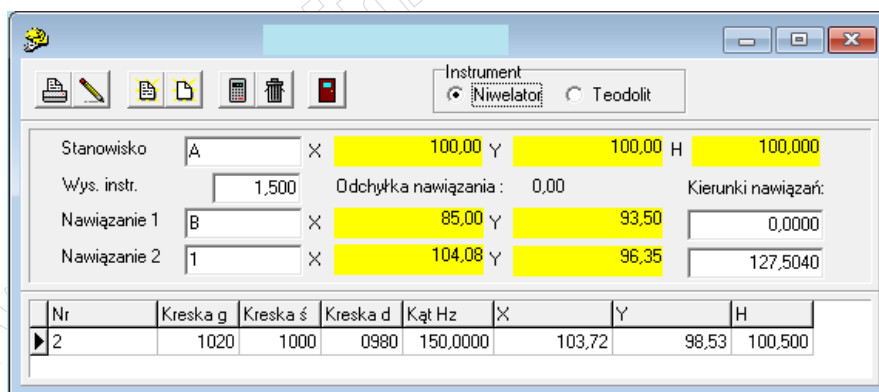 Instrument
Niwelator Teodolit
Stanowisko A X 100,00 Y 100,00 H 100,000
Wys. instr. 1,500 Odchyłka nawiązania : 0,00 Kierunki nawiązań:
Nawiązanie 1 B X 85,00 Y 93,50 0,0000
Nawiązanie 2 1 X 104,08 Y 96,35 127,5040
Nr Kreska g Kreska ś Kreska d Kąt Hz X Y H
2 1020 1000 0980 150,0000 103,72 98,53 100,500